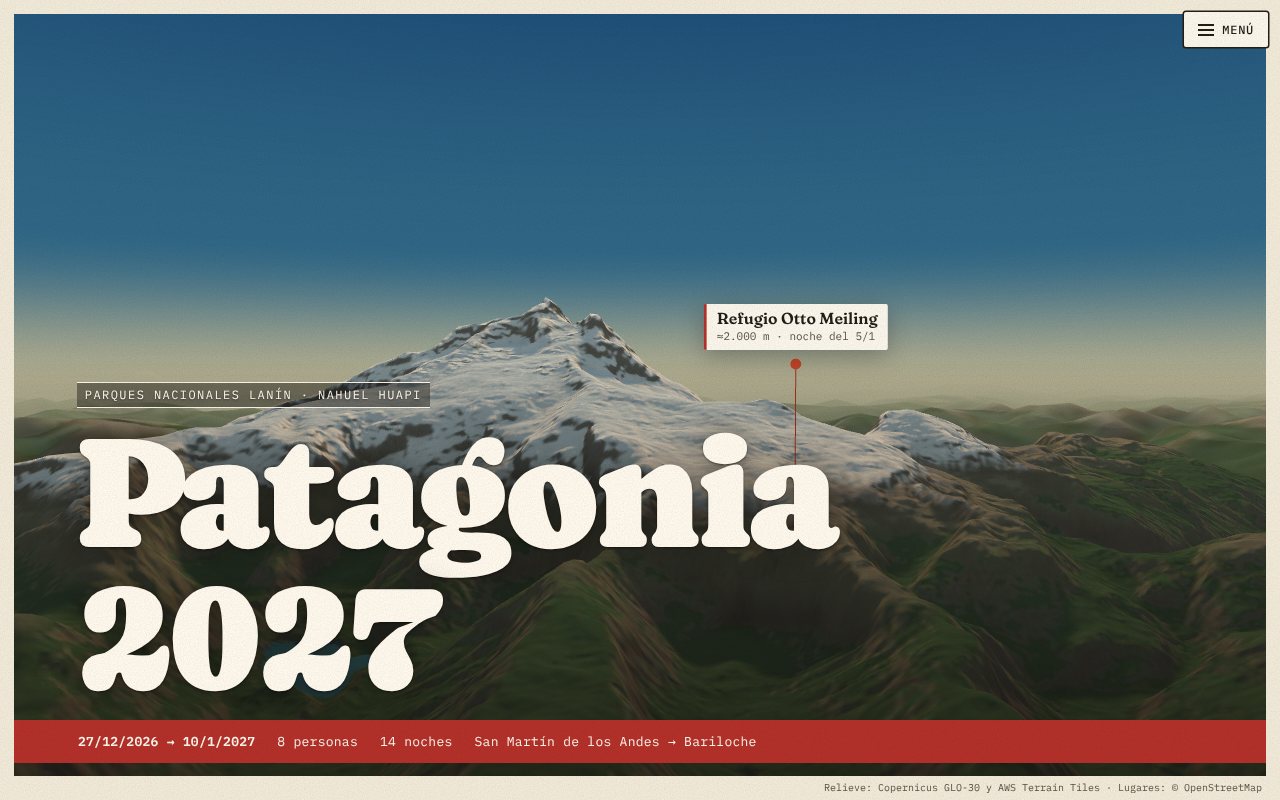 MENÚ
Refugio Otto Meiling
≈2.000 m · noche del 5/1
PARQUES NACIONALES LANÍN · NAHUEL HUAPI
Patagonia
2027
27/12/2026 → 10/1/2027 8 personas 14 noches San Martín de los Andes → Bariloche
Relieve: Copernicus GLO-30 y AWS Terrain Tiles · Lugares: © OpenStreetMap